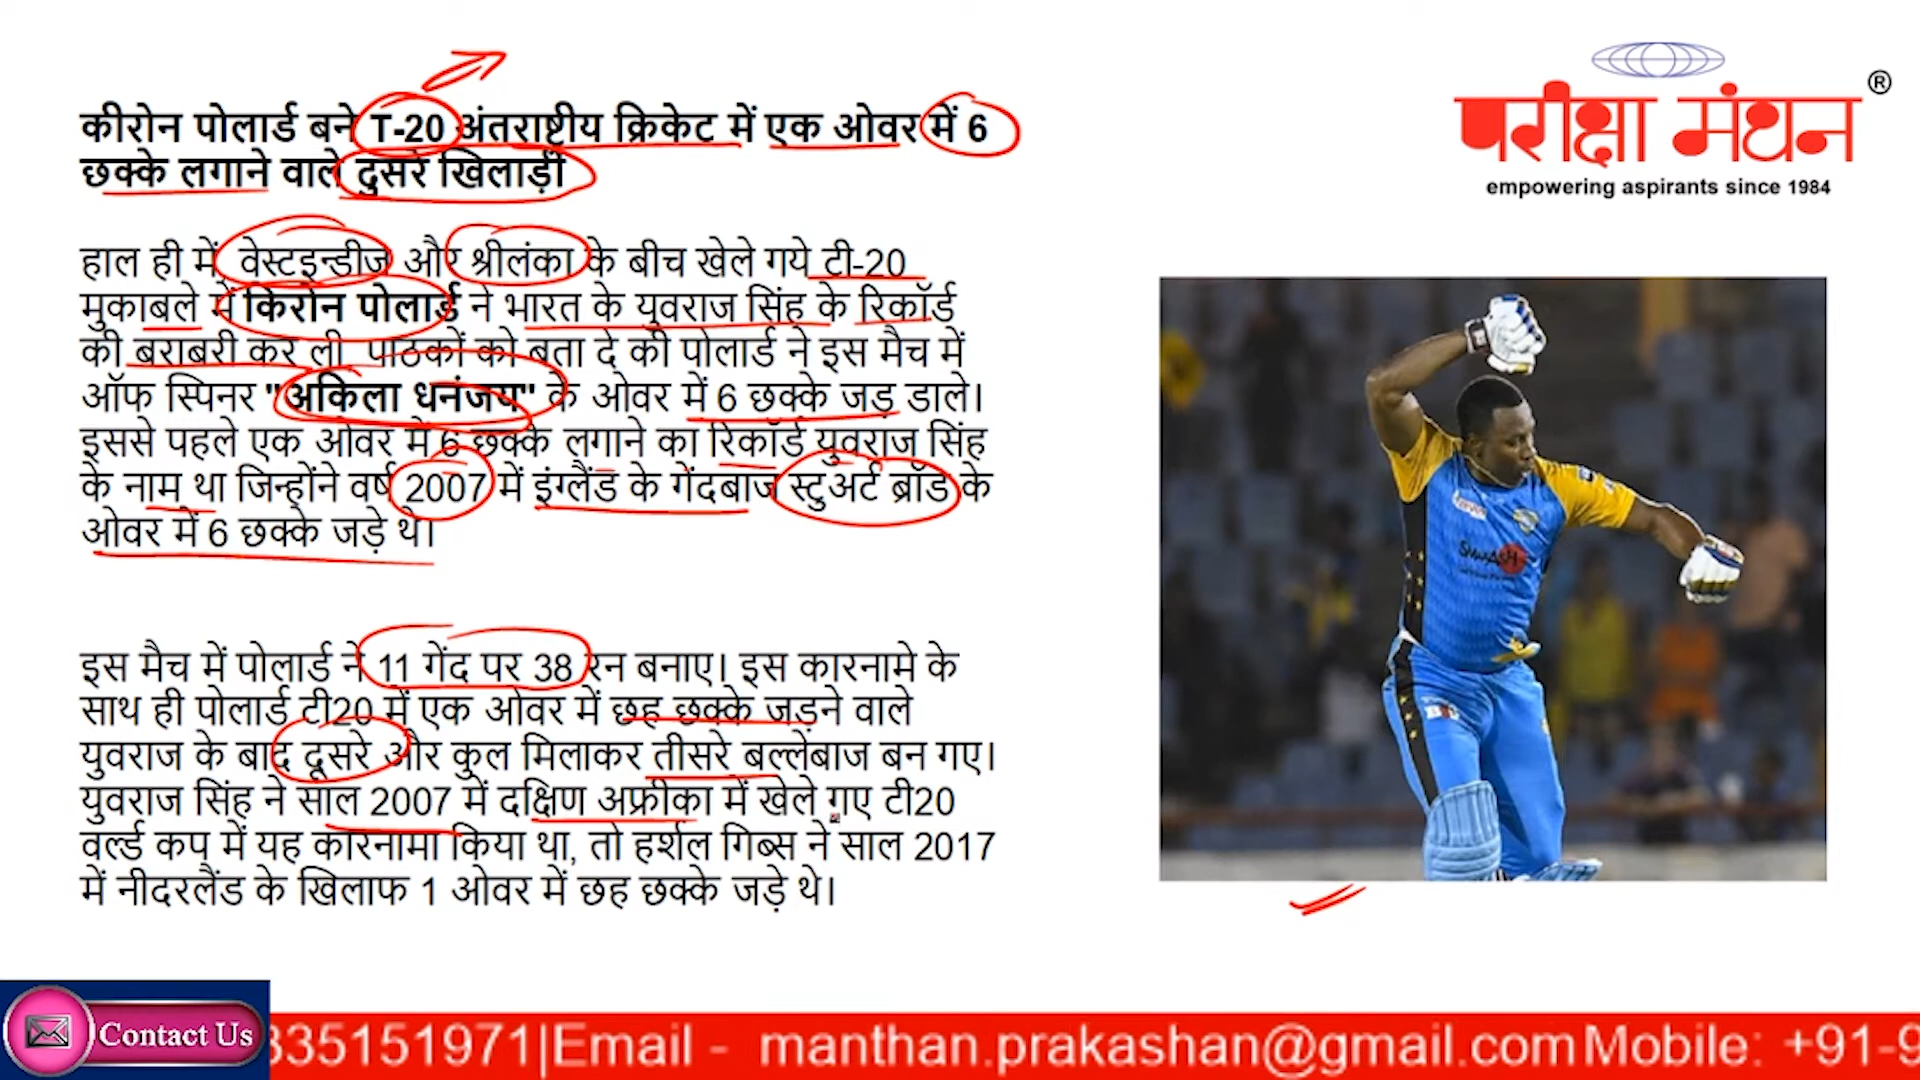 कीरोन पोलार्ड बने T-20 अंतराष्ट्रीय क्रिकेट में एक ओवर में 6
छक्के लगाने वाले दुसरे खिलाड़ी
हाल ही में, वेस्टइन्डीज और श्रीलंका के बीच खेले गये टी-20
मुकाबले में किरोन पोलार्ड ने भारत के युवराज सिंह के रिकॉर्ड
की बराबरी कर ली पाठकों को बता दे की पोलार्ड ने इस मैच में
ऑफ स्पिनर "अकिला धनंजय" के ओवर में 6 छक्के जड़ डाले।
इससे पहले एक ओवर में 6 छक्के लगाने का रिकॉर्ड युवराज सिंह
के नाम था जिन्होंने वर्ष 2007 में इंग्लैंड के गेंदबाज स्टुअर्ट ब्रॉड के
ओवर में 6 छक्के जड़े थे।
इस मैच में पोलार्ड ने 11 गेंद पर 38 रन बनाए। इस कारनामे के
साथ ही पोलार्ड टी20 में एक ओवर में छह छक्के जड़ने वाले
युवराज के बाद दूसरे और कुल मिलाकर तीसरे बल्लेबाज बन गए।
युवराज सिंह ने साल 2007 में दक्षिण अफ्रीका में खेले गए टी20
वर्ल्ड कप में यह कारनामा किया था, तो हर्शल गिब्स ने साल 2017
में नीदरलैंड के खिलाफ 1 ओवर में छह छक्के जड़े थे।
परीक्षा मंथन ®
empowering aspirants since 1984
SMASH
Contact Us
335151971|Email - manthan.prakashan@gmail.com Mobile: +91-9